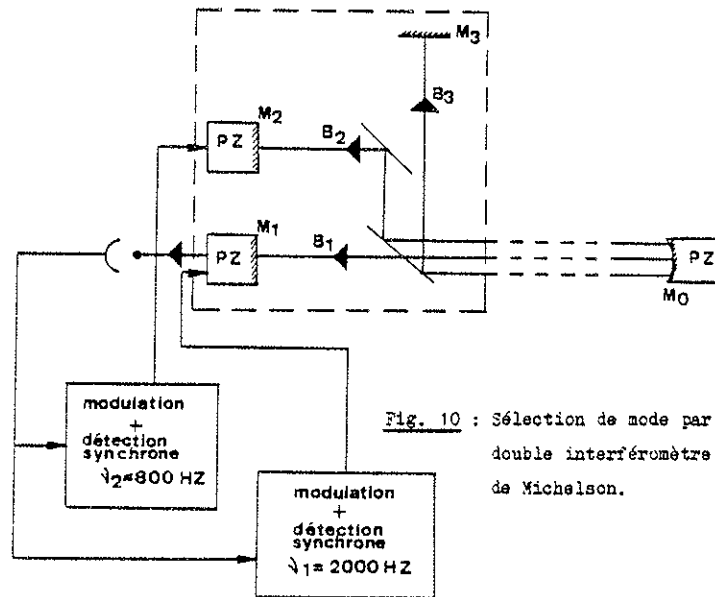 M3
B3
M2
PZ
B2
M1
PZ
B1
PZ
M0
modulation
+
détection
synchrone
ν2=800 HZ
modulation
+
détection
synchrone
ν1=2000 HZ
Fig. 10 : Sélection de mode par
double interféromètre
de Michelson.